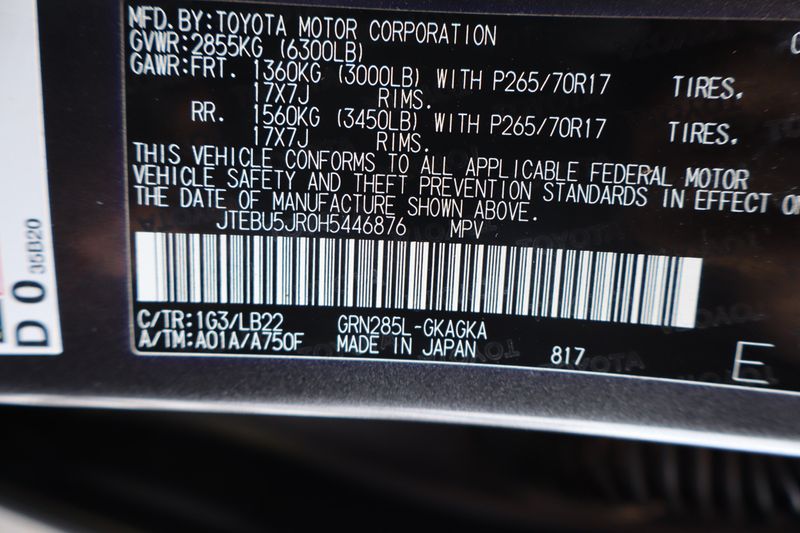 MFD. BY: TOYOTA MOTOR CORPORATION
GVWR: 2855KG (6300LB)
GAWR: FRT. 1360KG (3000LB) WITH P265/70R17 TIRES.
17X7J RIMS.
RR. 1560KG (3450LB) WITH P265/70R17 TIRES.
17X7J RIMS.
THIS VEHICLE CONFORMS TO ALL APPLICABLE FEDERAL MOTOR
VEHICLE SAFETY AND THEFT PREVENTION STANDARDS IN EFFECT
THE DATE OF MANUFACTURE SHOWN ABOVE.
JTEBU5JR0H5446876 MPV
C/TR: 1G3/LB22 GRN285L-GKAGKA
A/TM: A01A/A750F MADE IN JAPAN 817 E
D0 35B20